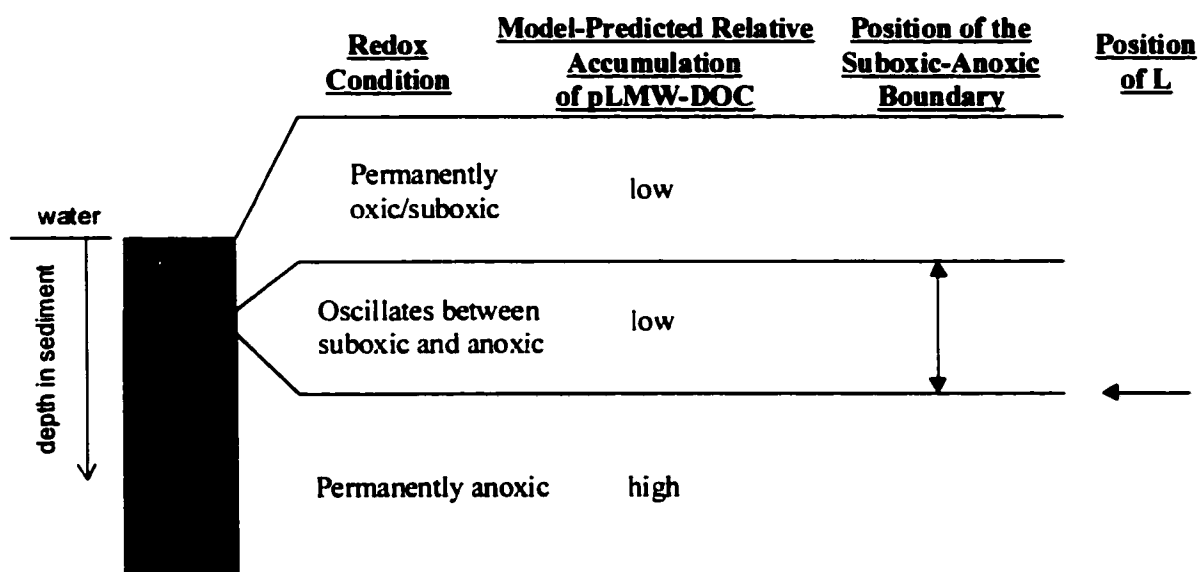 Redox
Condition
Model-Predicted Relative
Accumulation
of pLMW-DOC
Position of the
Suboxic-Anoxic
Boundary
Position
of L
Permanently
oxic/suboxic
low
water
depth in sediment
Oscillates between
suboxic and anoxic
low
Permanently anoxic
high